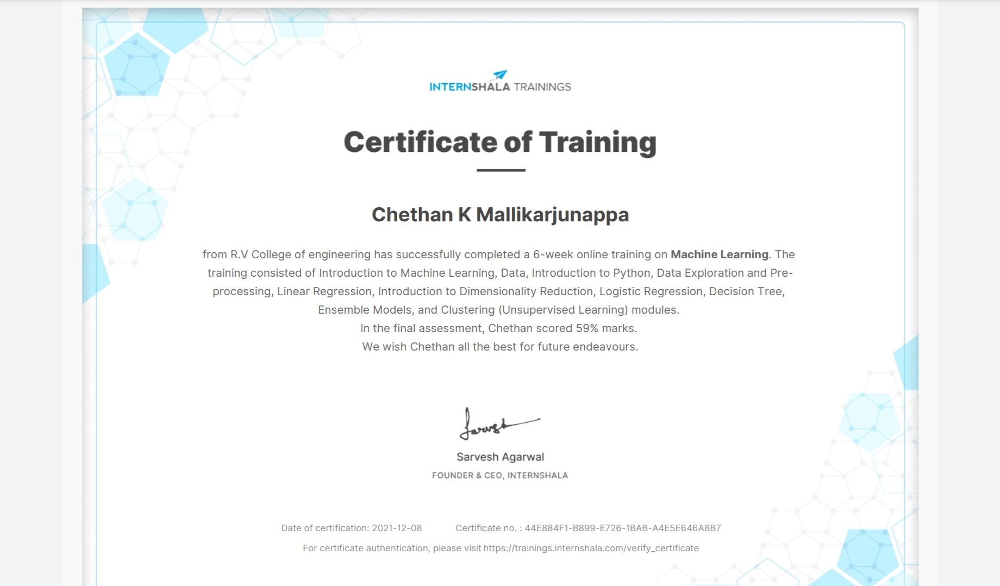 INTERNSHALA TRAININGS
Certificate of Training
Chethan K Mallikarjunappa
from R.V College of engineering has successfully completed a 6-week online training on Machine Learning. The
training consisted of Introduction to Machine Learning, Data, Introduction to Python, Data Exploration and Pre-
processing, Linear Regression, Introduction to Dimensionality Reduction, Logistic Regression, Decision Tree,
Ensemble Models, and Clustering (Unsupervised Learning) modules.
In the final assessment, Chethan scored 59% marks.
We wish Chethan all the best for future endeavours.
Sarvesh
Sarvesh Agarwal
FOUNDER & CEO, INTERNSHALA
Date of certification: 2021-12-08 Certificate no. : 44E884F1-B899-E726-1BAB-A4E5E646A8B7
For certificate authentication, please visit https://trainings.internshala.com/verify_certificate